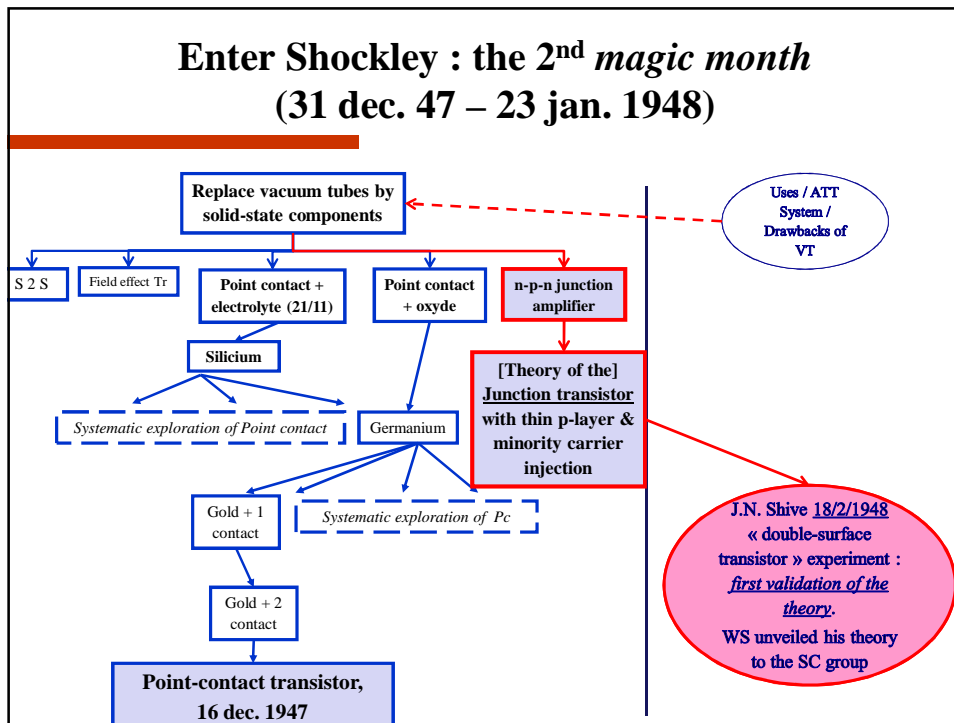 Enter Shockley : the 2nd magic month
(31 dec. 47 – 23 jan. 1948)
Replace vacuum tubes by
solid-state components
Uses / ATT
System /
Drawbacks of
VT
S 2 S
Field effect Tr
Point contact +
electrolyte (21/11)
Point contact
+ oxyde
n-p-n junction
amplifier
Silicium
[Theory of the]
Junction transistor
with thin p-layer &
minority carrier
injection
Systematic exploration of Point contact
Germanium
Gold + 1
contact
Systematic exploration of Pc
J.N. Shive 18/2/1948
« double-surface
transistor » experiment :
first validation of the
theory.
WS unveiled his theory
to the SC group
Gold + 2
contact
Point-contact transistor,
16 dec. 1947